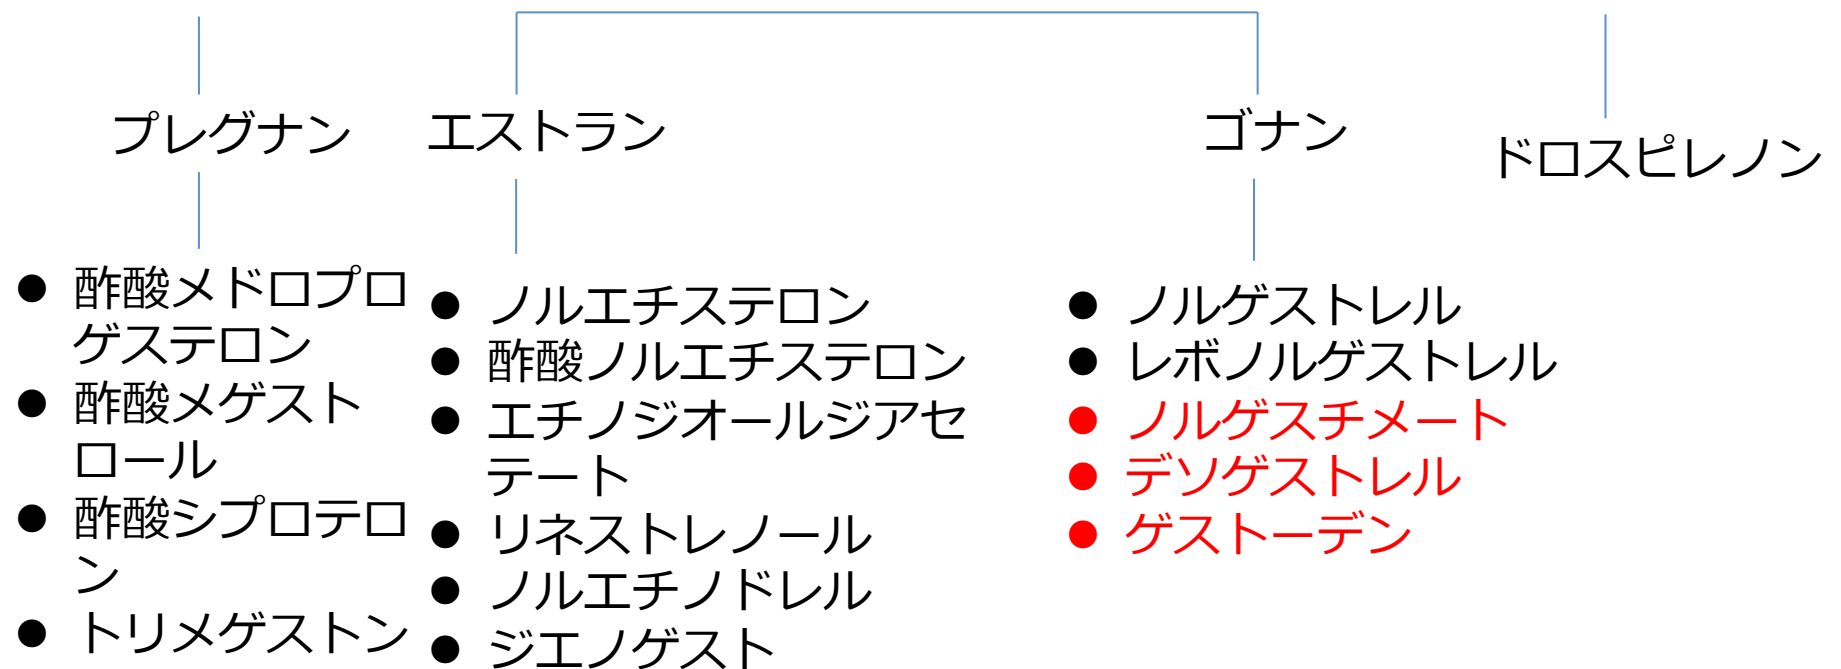 プレグナン
エストラン
ゴナン
ドロスピレノン
● 酢酸メドロプロ
ゲステロン
● 酢酸メゲスト
ロール
● 酢酸シプロテロ
ン
● トリメゲストン
● ノルエチステロン
● 酢酸ノルエチステロン
● エチノジオールジアセ
テート
● リネストレノール
● ノルエチノドレル
● ジエノゲスト
● ノルゲストレル
● レボノルゲストレル
● ノルゲスチメート
● デソゲストレル
● ゲストーデン